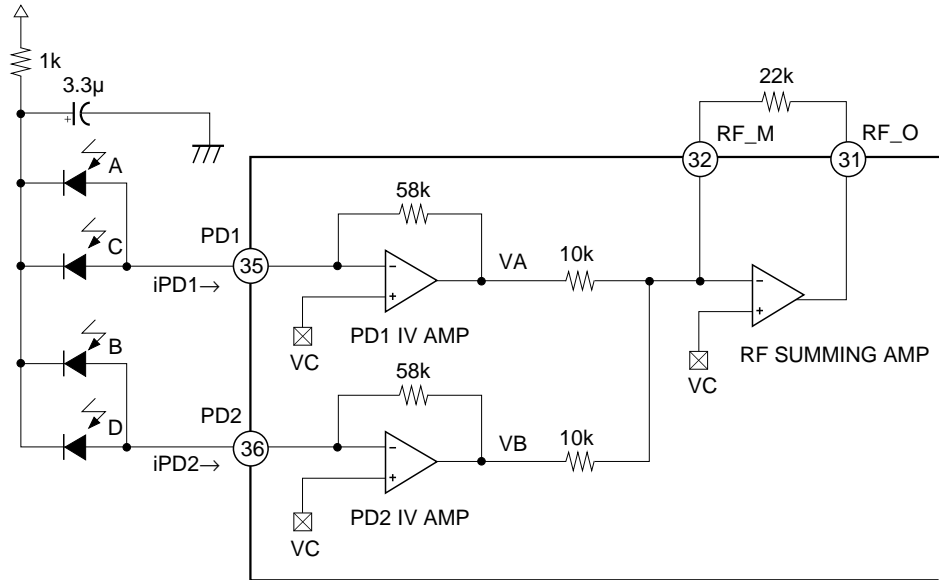 1k
3.3µ
+
22k
RF_M
RF_O
32
31
A
58k
C
PD1
35
VA
10k
iPD1→
−
+
−
+
VC
PD1 IV AMP
RF SUMMING AMP
VC
B
58k
D
PD2
36
VB
10k
iPD2→
−
+
PD2 IV AMP
VC